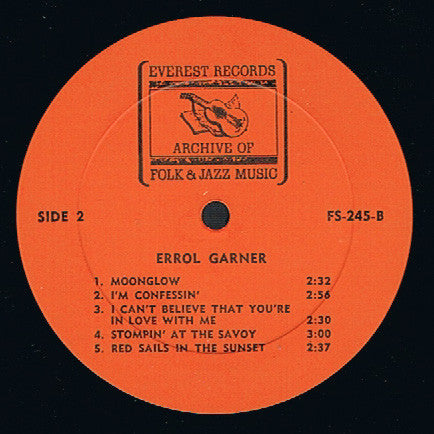 EVEREST RECORDS
ARCHIVE OF
FOLK & JAZZ MUSIC
SIDE 2
FS-245-B
ERROL GARNER
1. MOONGLOW 2:32
2. I'M CONFESSIN' 2:56
3. I CAN'T BELIEVE THAT YOU'RE
IN LOVE WITH ME 2:30
4. STOMPIN' AT THE SAVOY 3:00
5. RED SAILS IN THE SUNSET 2:37